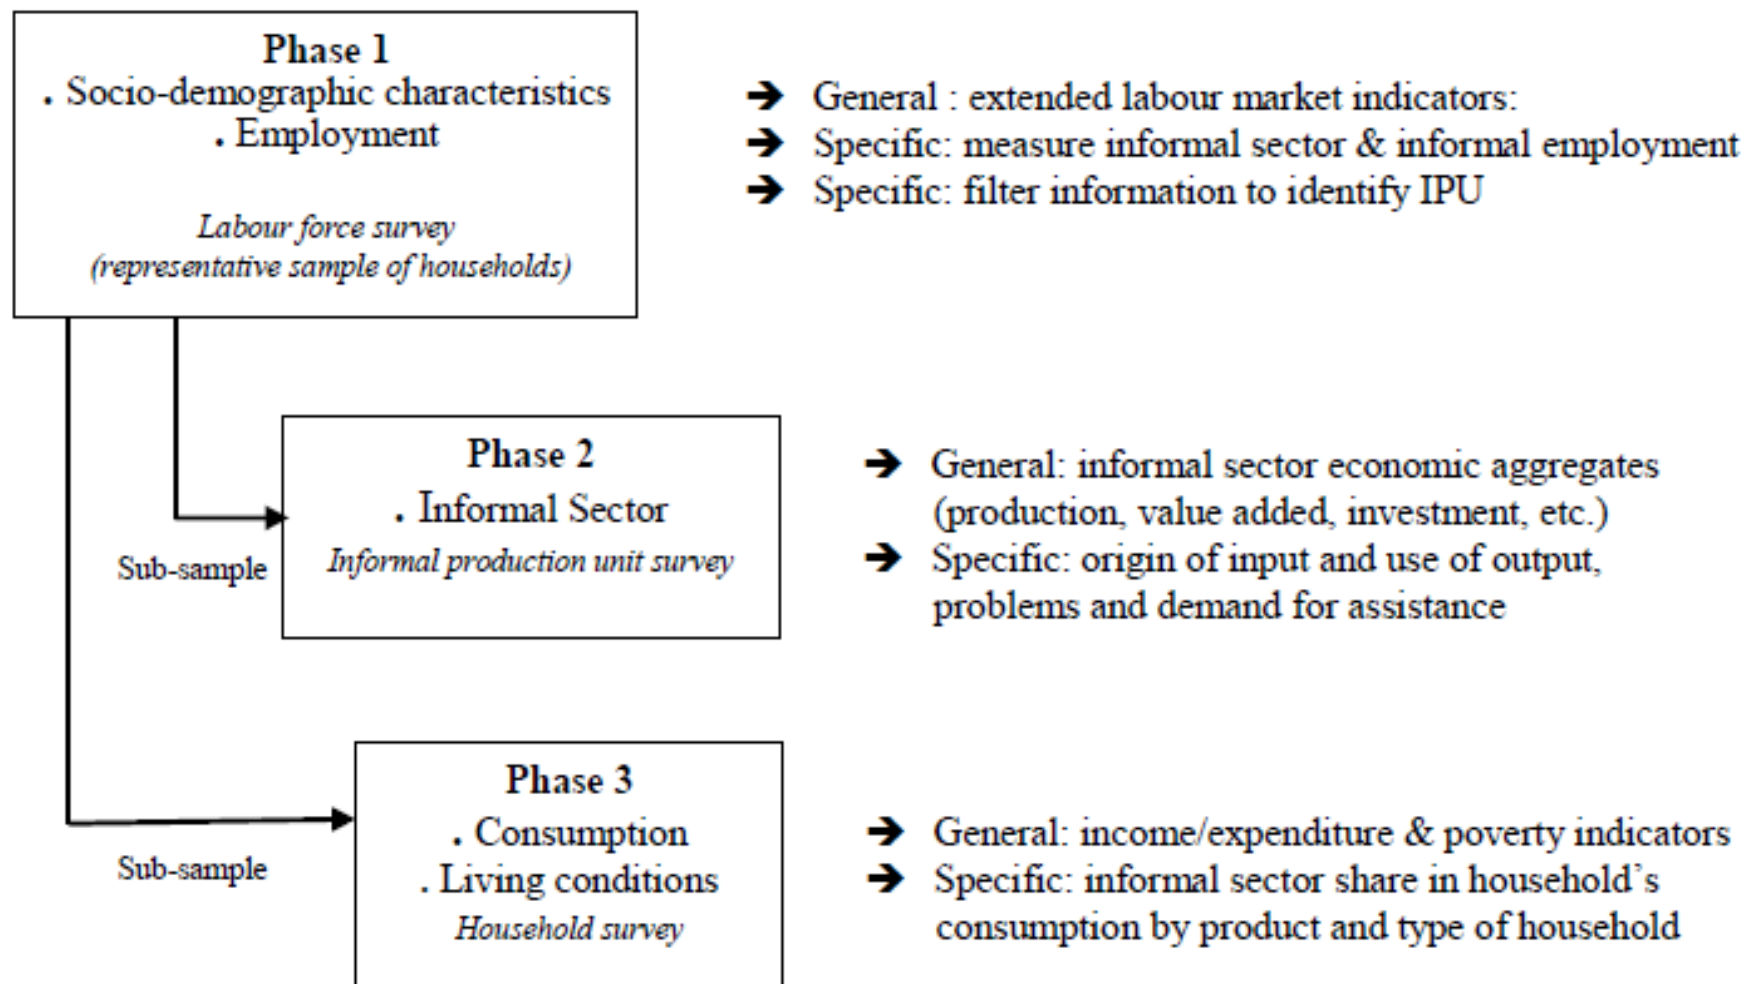 Phase 1
. Socio-demographic characteristics
. Employment
Labour force survey
(representative sample of households)
➔ General : extended labour market indicators:
➔ Specific: measure informal sector & informal employment
➔ Specific: filter information to identify IPU
Phase 2
. Informal Sector
Informal production unit survey
Sub-sample
➔ General: informal sector economic aggregates
(production, value added, investment, etc.)
➔ Specific: origin of input and use of output,
problems and demand for assistance
Phase 3
. Consumption
. Living conditions
Household survey
Sub-sample
➔ General: income/expenditure & poverty indicators
➔ Specific: informal sector share in household's
consumption by product and type of household